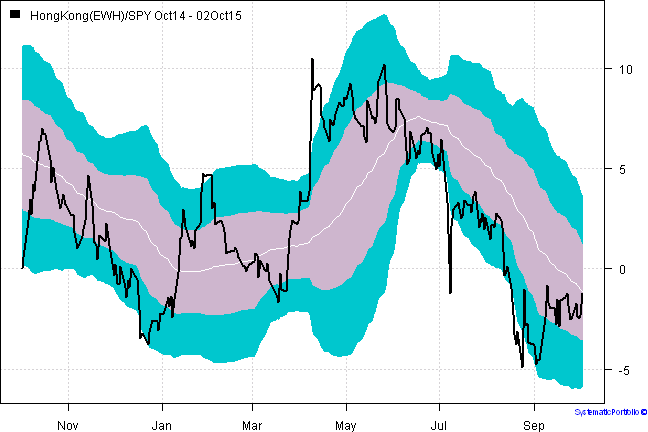 HongKong(EWH)/SPY Oct14 - 02Oct15
10
5
0
-5
Nov Jan Mar May Jul Sep
SystematicPortfolio ©